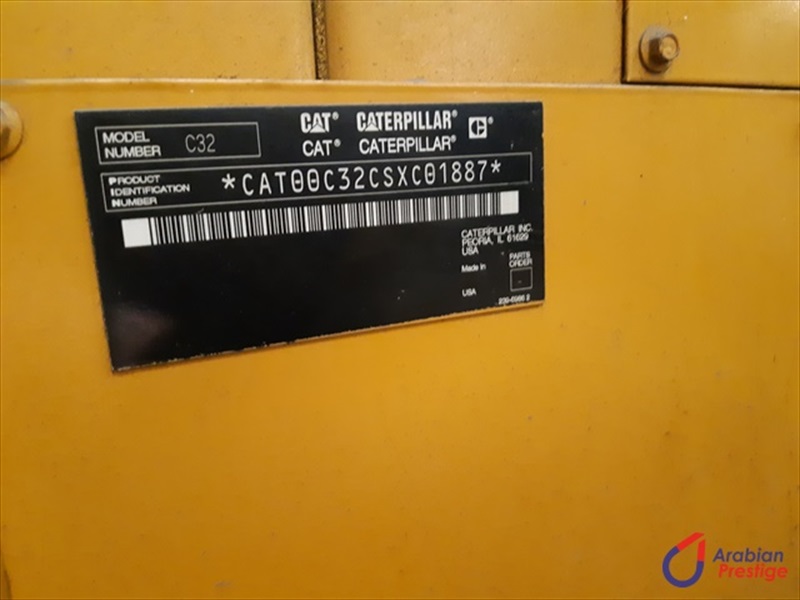 MODEL NUMBER C32
CAT® CATERPILLAR® C®
CAT® CATERPILLAR®
PRODUCT IDENTIFICATION NUMBER *CAT00C32CSXC01887*
CATERPILLAR INC.
PEORIA, IL 61629
USA
Made in
USA
PARTS ORDER
Arabian
Prestige